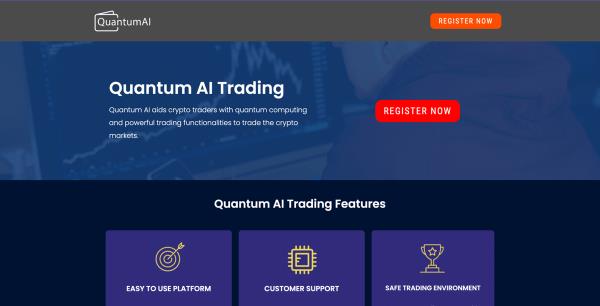 QuantumAI
REGISTER NOW
Quantum AI Trading
Quantum AI aids crypto traders with quantum computing
and powerful trading functionalities to trade the crypto
markets.
REGISTER NOW
Quantum AI Trading Features
EASY TO USE PLATFORM
CUSTOMER SUPPORT
SAFE TRADING ENVIRONMENT